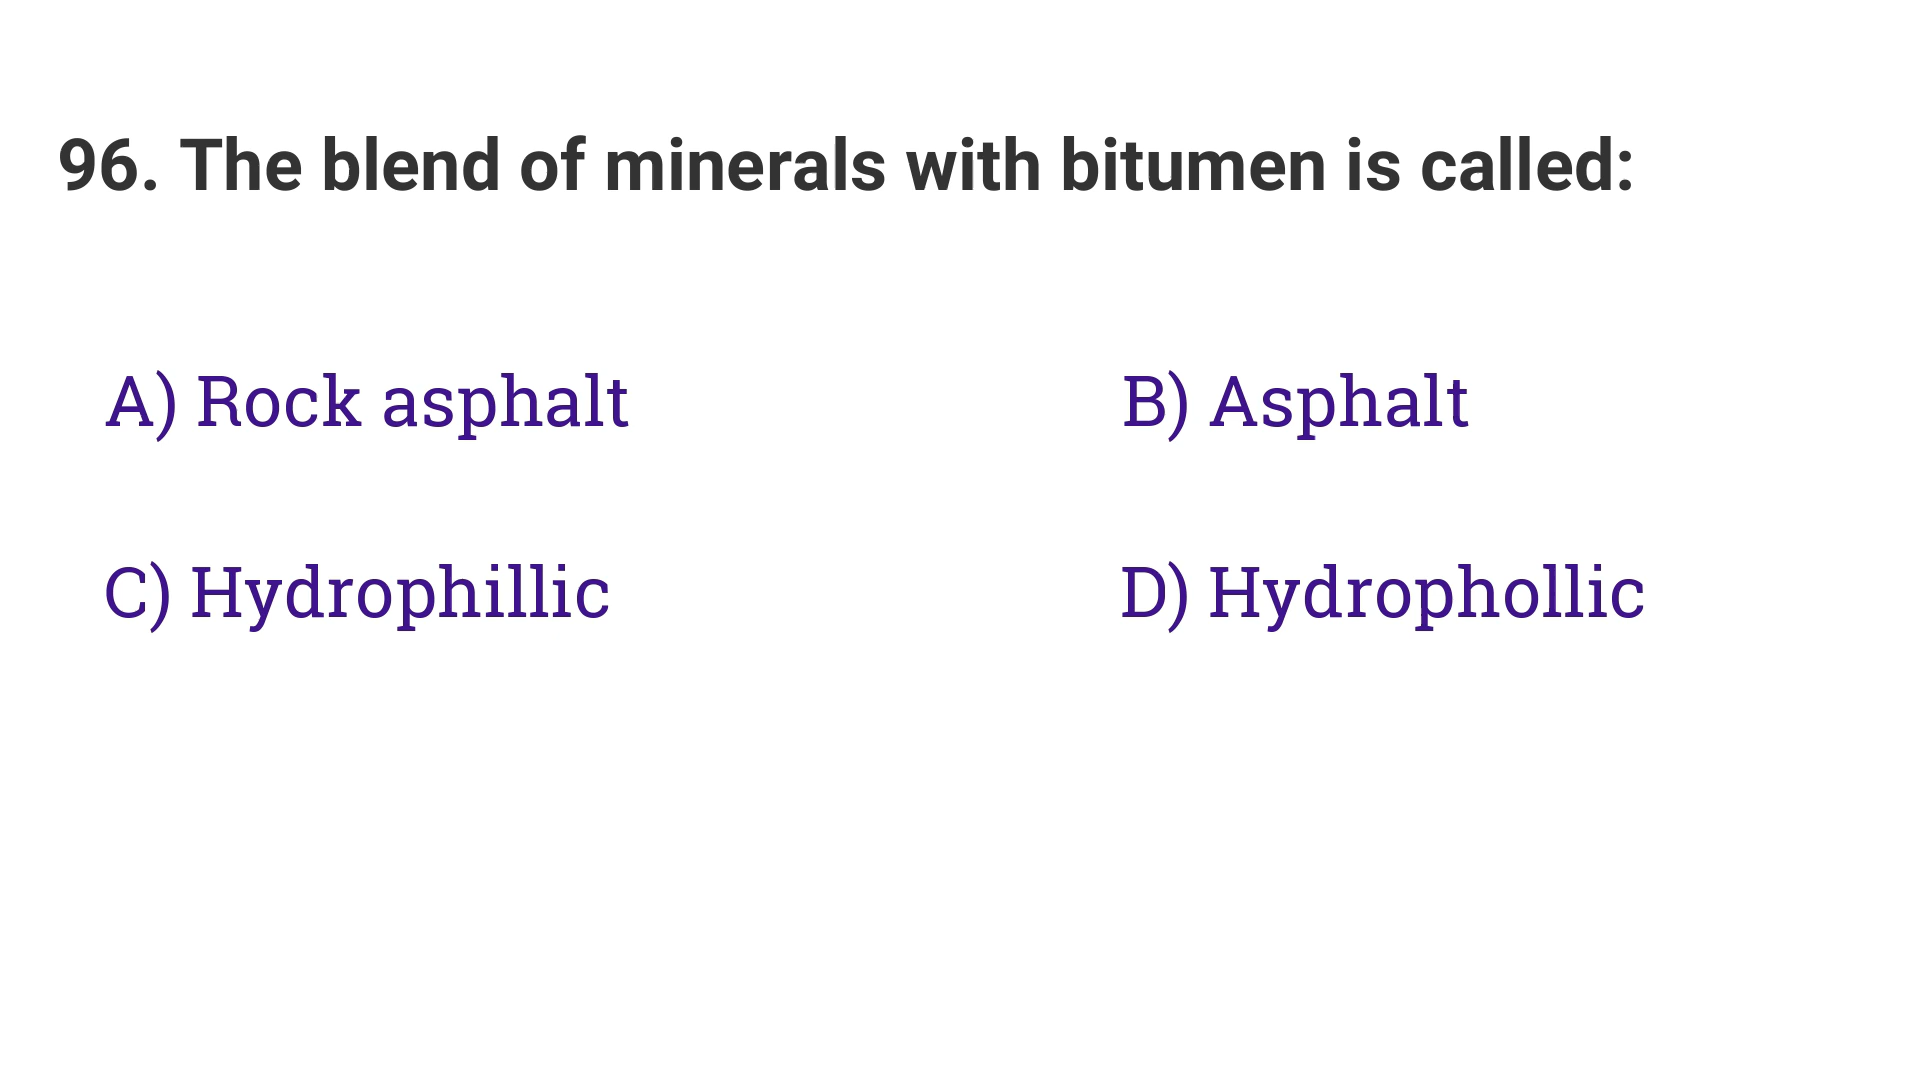 96. The blend of minerals with bitumen is called:
A) Rock asphalt
B) Asphalt
C) Hydrophillic
D) Hydrophollic